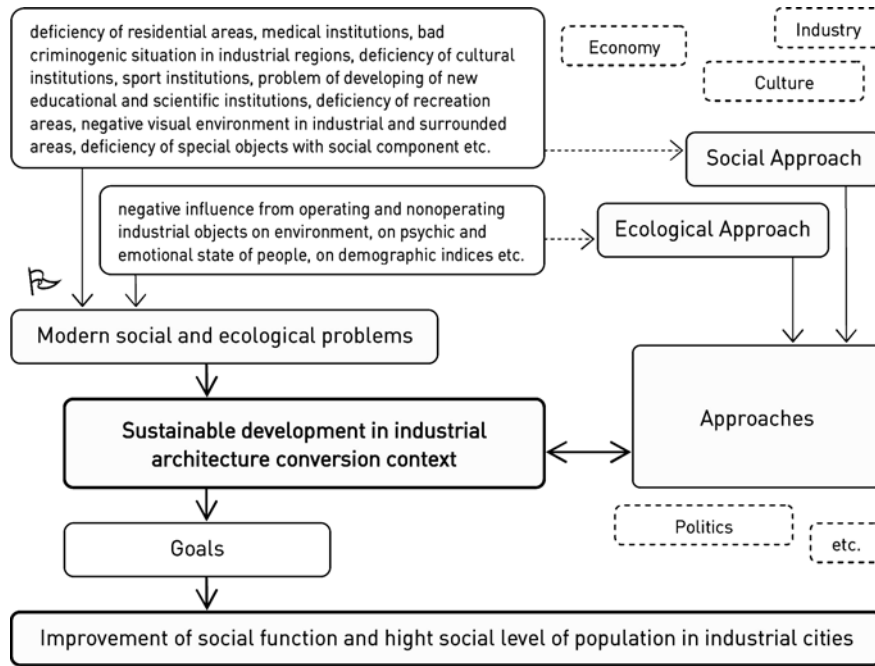 deficiency of residential areas, medical institutions, bad
criminogenic situation in industrial regions, deficiency of cultural
institutions, sport institutions, problem of developing of new
educational and scientific institutions, deficiency of recreation
areas, negative visual environment in industrial and surrounded
areas, deficiency of special objects with social component etc.
Economy
Industry
Culture
Social Approach
negative influence from operating and nonoperating
industrial objects on environment, on psychic and
emotional state of people, on demographic indices etc.
Ecological Approach
Modern social and ecological problems
Sustainable development in industrial
architecture conversion context
Approaches
Politics
etc.
Goals
Improvement of social function and hight social level of population in industrial cities